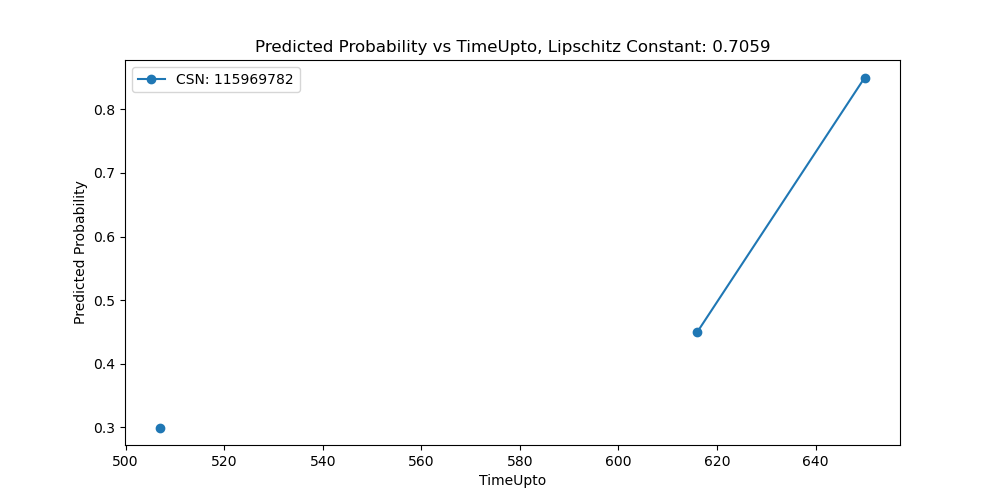 Predicted Probability vs TimeUpto, Lipschitz Constant: 0.7059
CSN: 115969782
Predicted Probability
0.8
0.7
0.6
0.5
0.4
0.3
500 520 540 560 580 600 620 640
TimeUpto